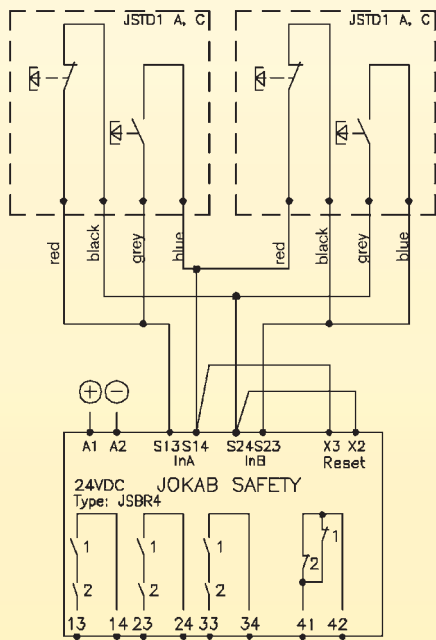 JSTD1 A, C JSTD1 A, C
red black grey blue red black grey blue
+ −
A1 A2 S13 S14 S24 S23 X3 X2
InA InB Reset
24VDC JOKAB SAFETY
Type: JSBR4
1 1 1 1
2
2 2 2
13 14 23 24 33 34 41 42